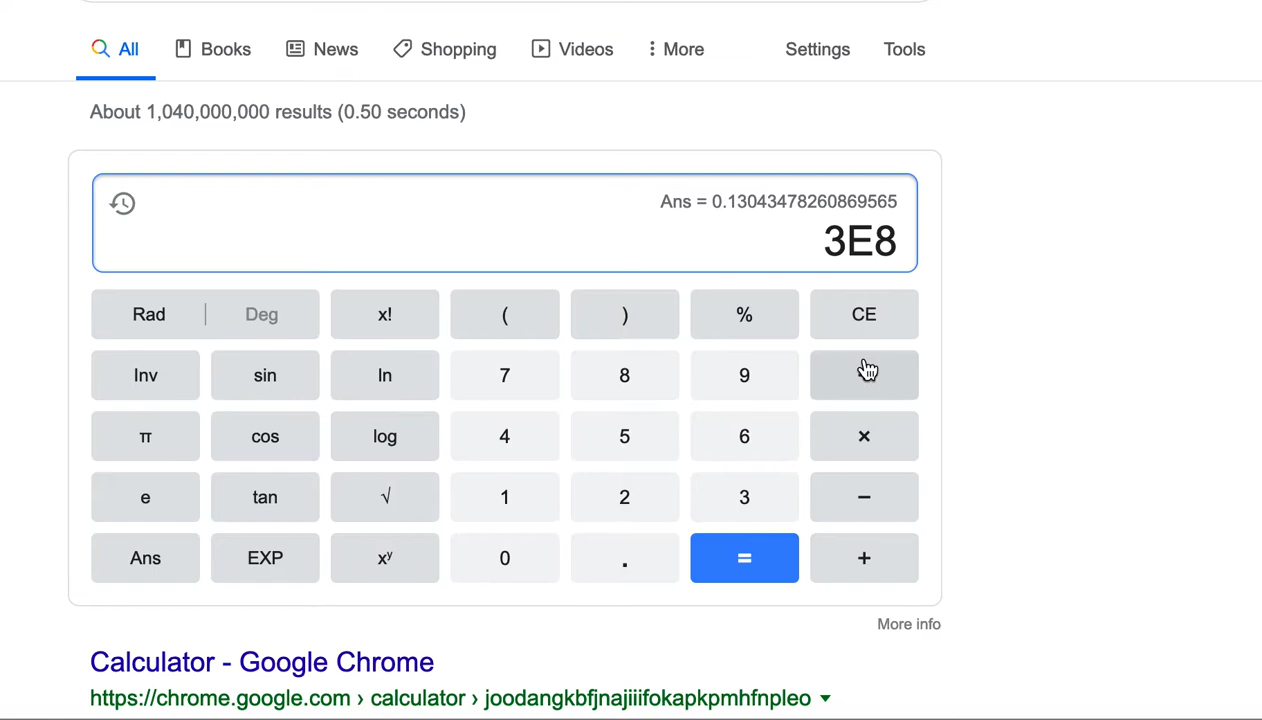 All Books News Shopping Videos More Settings Tools
About 1,040,000,000 results (0.50 seconds)
Ans = 0.13043478260869565
3E8
Rad Deg x! ( ) % CE
Inv sin ln 7 8 9
π cos log 4 5 6 ×
e tan √ 1 2 3 −
Ans EXP xʸ 0 . = +
More info
Calculator - Google Chrome
https://chrome.google.com › calculator › joodangkbfjnajiiifokapkpmhfnpleo